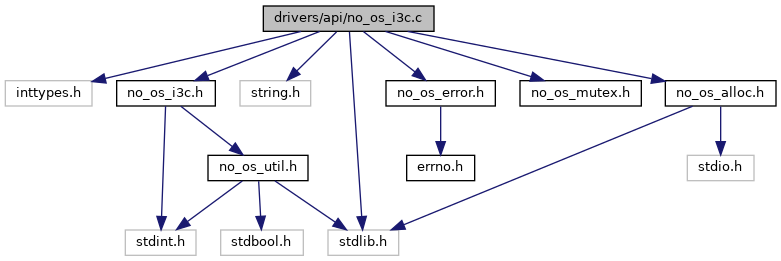 drivers/api/no_os_i3c.c
inttypes.h
no_os_i3c.h
string.h
no_os_error.h
no_os_mutex.h
no_os_alloc.h
no_os_util.h
errno.h
stdio.h
stdint.h
stdbool.h
stdlib.h